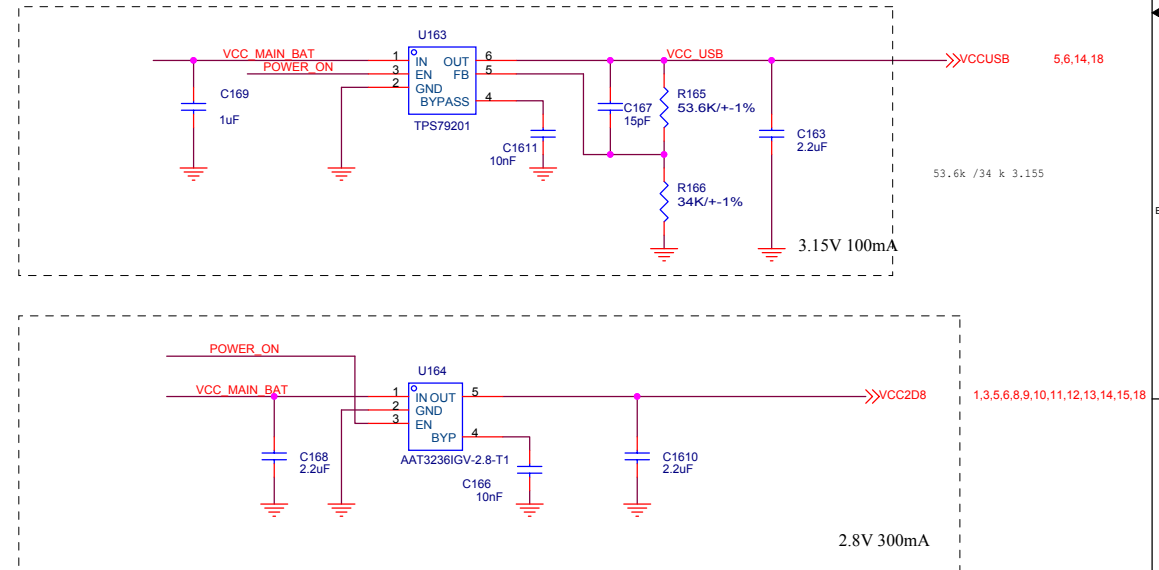 U163
VCC_MAIN_BAT
POWER_ON
1
3
2
IN
EN
GND
BYPASS
OUT
FB
6
5
4
TPS79201
C169
1uF
C1611
10nF
VCC_USB
C167
15pF
R165
53.6K/+-1%
R166
34K/+-1%
C163
2.2uF
VCCUSB
5,6,14,18
53.6k /34 k 3.155
3.15V 100mA
POWER_ON
VCC_MAIN_BAT
U164
1
2
3
IN OUT
GND
EN
BYP
5
4
AAT3236IGV-2.8-T1
C168
2.2uF
C166
10nF
C1610
2.2uF
VCC2D8
1,3,5,6,8,9,10,11,12,13,14,15,18
2.8V 300mA